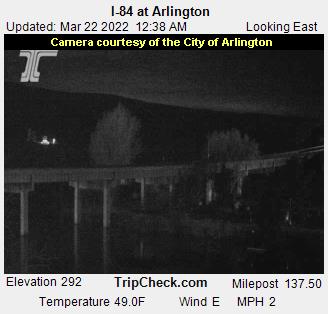 I-84 at Arlington
Updated: Mar 22 2022 12:38 AM Looking East
Camera courtesy of the City of Arlington
Elevation 292 TripCheck.com Milepost 137.50
Temperature 49.0F Wind E MPH 2